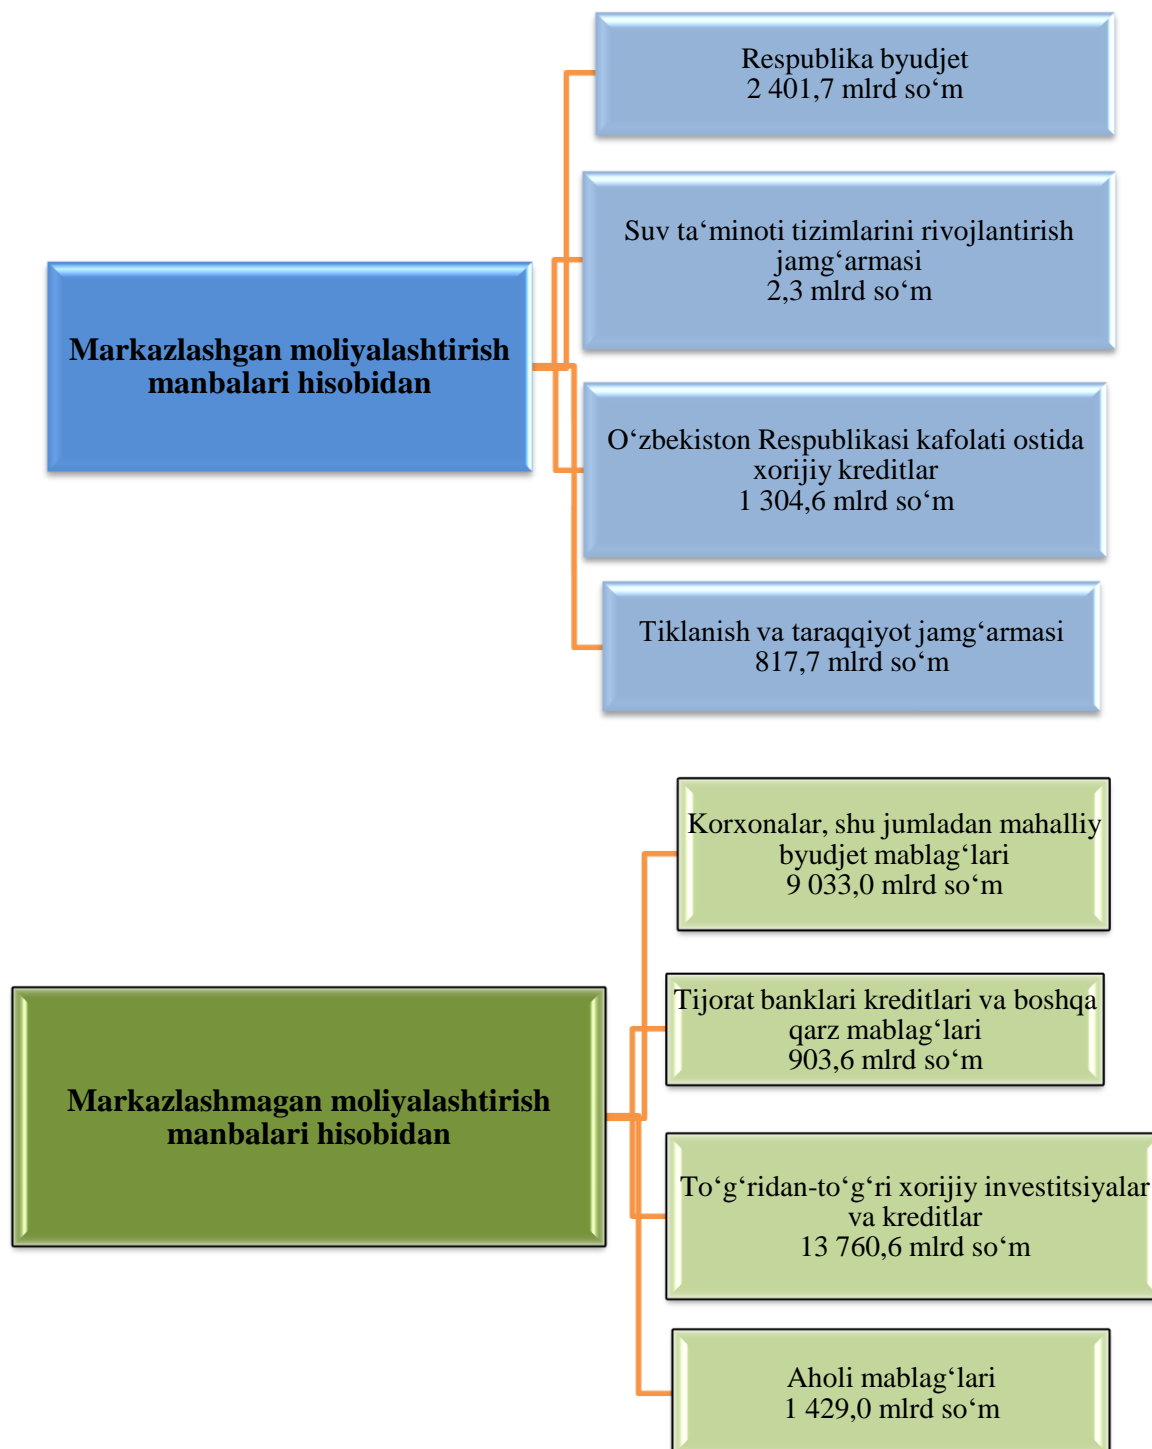 Respublika byudjet
2 401,7 mlrd so‘m
Suv ta‘minoti tizimlarini rivojlantirish
jamg‘armasi
2,3 mlrd so‘m
Markazlashgan moliyalashtirish
manbalari hisobidan
O‘zbekiston Respublikasi kafolati ostida
xorijiy kreditlar
1 304,6 mlrd so‘m
Tiklanish va taraqqiyot jamg‘armasi
817,7 mlrd so‘m
Korxonalar, shu jumladan mahalliy
byudjet mablag‘lari
9 033,0 mlrd so‘m
Tijorat banklari kreditlari va boshqa
qarz mablag‘lari
903,6 mlrd so‘m
Markazlashmagan moliyalashtirish
manbalari hisobidan
To‘g‘ridan-to‘g‘ri xorijiy investitsiyalar
va kreditlar
13 760,6 mlrd so‘m
Aholi mablag‘lari
1 429,0 mlrd so‘m